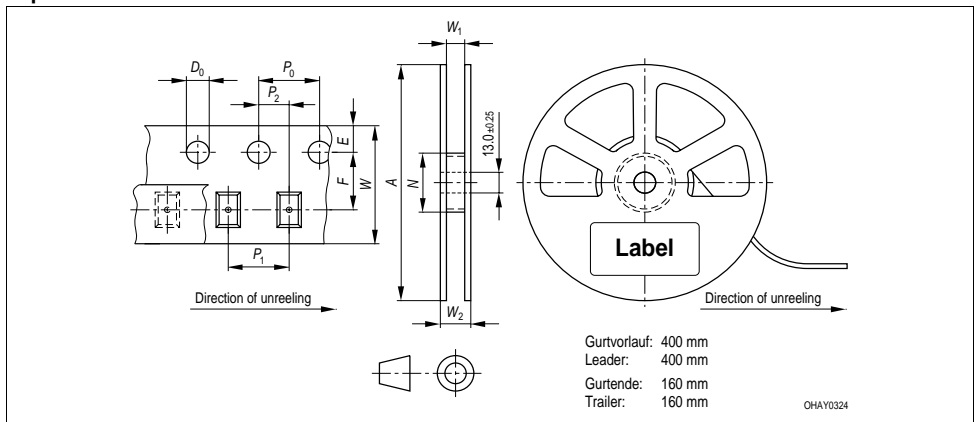 W1
D0
P0
P2
E
F
W
A
N
13.0 ±0.25
Label
P1
W2
Direction of unreeling
Direction of unreeling
Gurtvorlauf: 400 mm
Leader: 400 mm
Gurtende: 160 mm
Trailer: 160 mm
OHAY0324